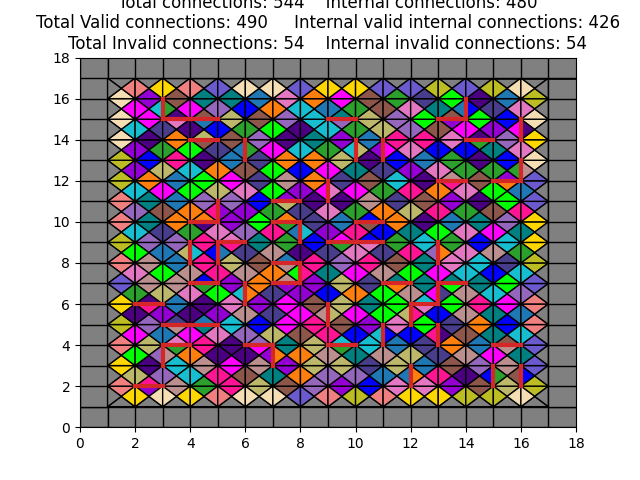 Total connections: 544    Internal connections: 480
Total Valid connections: 490    Internal valid internal connections: 426
Total Invalid connections: 54    Internal invalid connections: 54
18
16
14
12
10
8
6
4
2
0
0 2 4 6 8 10 12 14 16 18